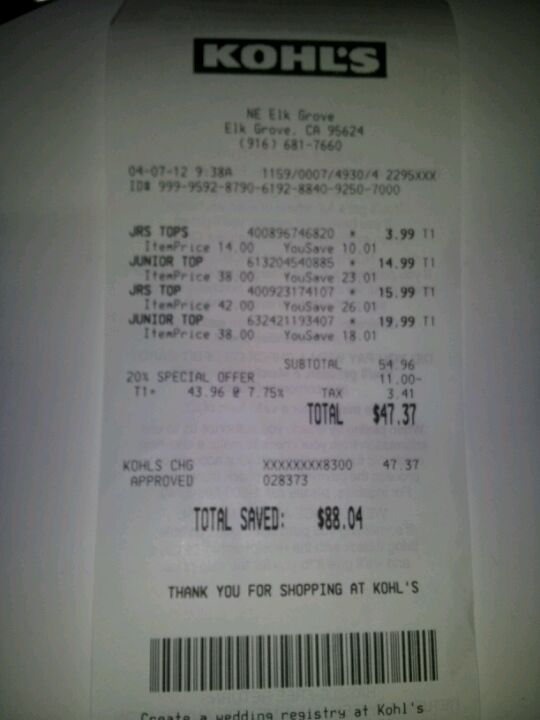 KOHL'S
NE Elk Grove
Elk Grove, CA 95624
(916) 681-7660
04-07-12 9:38A 1159/0007/4930/4 2295XXX
ID# 999-9592-8790-6192-8840-9250-7000
JRS TOPS 400896746820 * 3.99 T1
ItemPrice 14.00 YouSave 10.01
JUNIOR TOP 613204540885 * 14.99 T1
ItemPrice 38.00 YouSave 23.01
JRS TOP 400923174107 * 15.99 T1
ItemPrice 42.00 YouSave 26.01
JUNIOR TOP 632421193407 * 19.99 T1
ItemPrice 38.00 YouSave 18.01
SUBTOTAL 54.96
20% SPECIAL OFFER 11.00-
T1= 43.96 @ 7.75% TAX 3.41
TOTAL $47.37
KOHLS CHG XXXXXXXX8300 47.37
APPROVED 028373
TOTAL SAVED: $88.04
THANK YOU FOR SHOPPING AT KOHL'S
Create a wedding registry at Kohl's